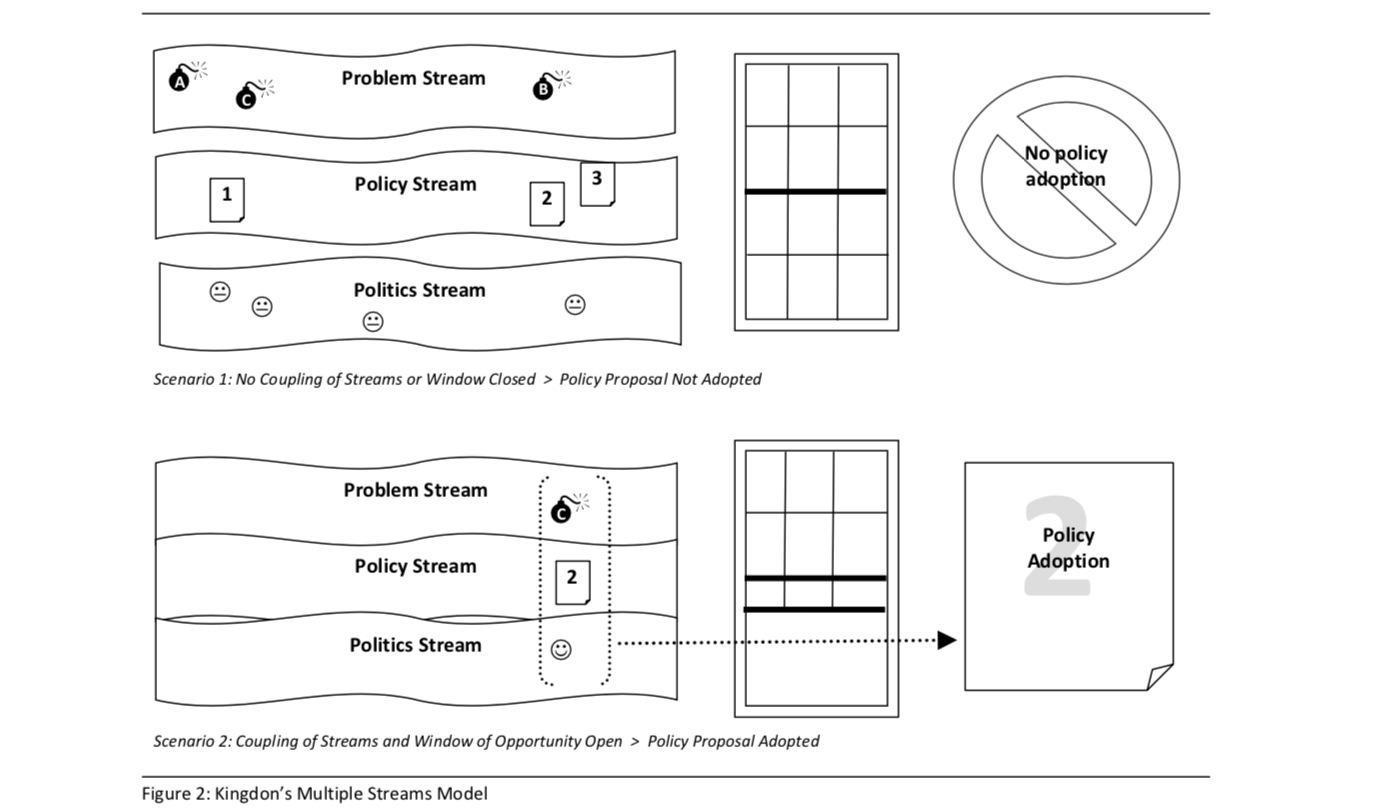 Problem Stream
A
C
B
Policy Stream
1
2
3
Politics Stream
No policy
adoption
Scenario 1: No Coupling of Streams or Window Closed > Policy Proposal Not Adopted
Problem Stream
C
Policy Stream
2
Politics Stream
2
Policy
Adoption
Scenario 2: Coupling of Streams and Window of Opportunity Open > Policy Proposal Adopted
Figure 2: Kingdon’s Multiple Streams Model